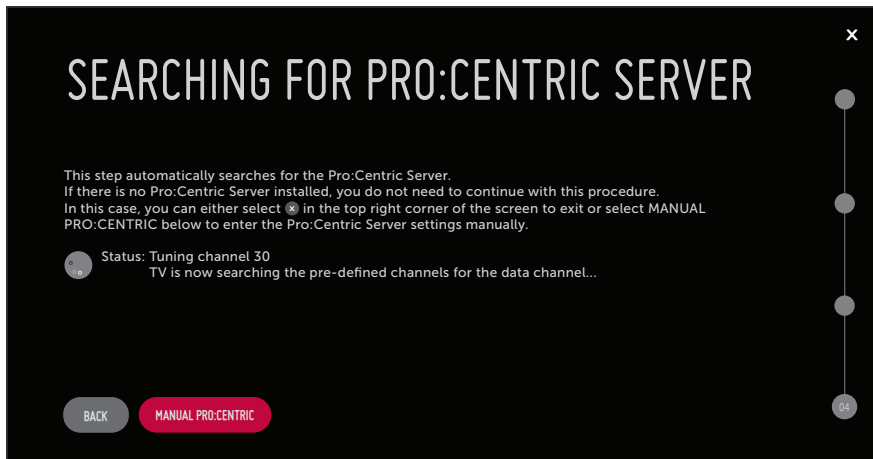 X
SEARCHING FOR PRO:CENTRIC SERVER
This step automatically searches for the Pro:Centric Server.
If there is no Pro:Centric Server installed, you do not need to continue with this procedure.
In this case, you can either select × in the top right corner of the screen to exit or select MANUAL
PRO:CENTRIC below to enter the Pro:Centric Server settings manually.
Status: Tuning channel 30
TV is now searching the pre-defined channels for the data channel...
BACK
MANUAL PRO:CENTRIC
04